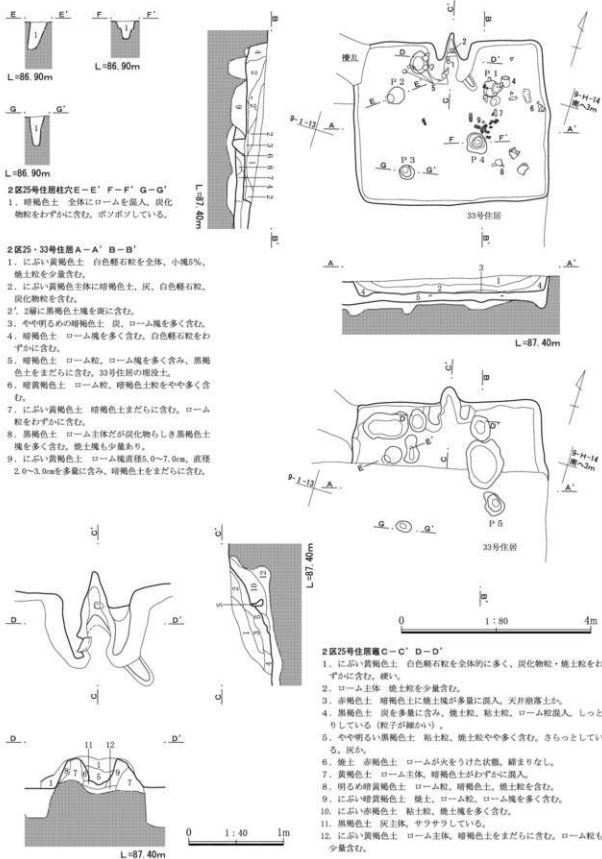 E E' F F'
1 1
L=86.90m L=86.90m
G G'
1
L=86.90m
2区25号住居柱穴E-E' F-F' G-G'
1. 暗褐色土 全体にロームを混入。炭化
物粒をわずかに含む。ボソボソしている。
2区25・33号住居A-A' B-B'
1. にぶい黄褐色土 白色軽石粒を全体、小塊5%、
焼土粒を少量含む。
2. にぶい黄褐色主体に暗褐色土、灰、白色軽石粒、
炭化物粒を含む。
2'. 2層に黒褐色土塊を斑に含む。
3. やや明るめの暗褐色土 炭、ローム塊を多く含む。
4. 暗褐色土 ローム塊を多く含む。白色軽石粒をわ
ずかに含む。
5. 暗褐色土 ローム粒、ローム塊を多く含み、黒褐
色土をまだらに含む。33号住居の埋没土。
6. 暗黄褐色土 ローム粒、暗褐色土粒をやや多く含
む。
7. にぶい黄褐色土 暗褐色土まだらに含む。ローム
粒をわずかに含む。
8. 黒褐色土 ローム主体だが炭化物らしき黒褐色土
塊を多く含む。焼土塊も少量あり。
9. にぶい黄褐色土 ローム塊直径5.0~7.0cm、直径
2.0~3.0cmを多量に含み、暗褐色土をまだらに含む。
B
B'
L=87.40m
C'
B
撹乱
D D'
P2 P1
E E'
9-I-13 A
9-H-14
東へ3m
A'
F F'
P3 P4
G G'
C
33号住居
B'
A 3 A'
4 2 1 4
5
L=87.40m
C'
B
D D'
E E'
9-H-14
東へ3m
9-I-13 A
A'
C
G G'
P5
33号住居
B'
0 1:80 4m
C'
D D'
C
C'
L=87.40m
C
D D'
11 12
L=87.40m
0 1:40 1m
2区25号住居竈C-C' D-D'
1. にぶい黄褐色土 白色軽石粒を全体的に多く、炭化物粒・焼土粒をわ
ずかに含む。硬い。
2. ローム主体 焼土粒を少量含む。
3. 赤褐色土 暗褐色土に焼土塊が多量に混入。天井崩落土か。
4. 黒褐色土 炭を多量に含み、焼土粒、粘土粒、ローム粒混入。しっと
りしている（粒子が細かい）。
5. やや明るい黒褐色土 粘土粒、焼土粒やや多く含む。さらっとしてい
る。灰か。
6. 焼土 赤褐色土 ロームが火をうけた状態。締まりなし。
7. 黄褐色土 ローム主体。暗褐色土がわずかに混入。
8. 明るめ暗黄褐色土 ローム粒、暗褐色土、焼土粒を含む。
9. にぶい暗黄褐色土 焼土、ローム粒、ローム塊を多く含む。
10. にぶい赤褐色土 粘土粒、焼土塊を多く含む。
11. 黒褐色土 灰主体。サラサラしている。
12. にぶい黄褐色土 ローム主体、暗褐色土をまだらに含む。ローム粒も
少量含む。